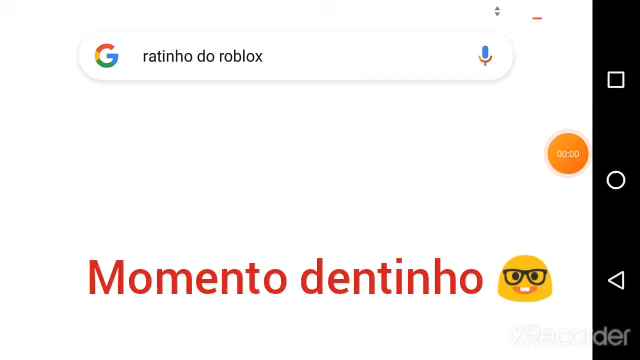 ratinho do roblox
00:00
Momento dentinho 🤓
XRecorder